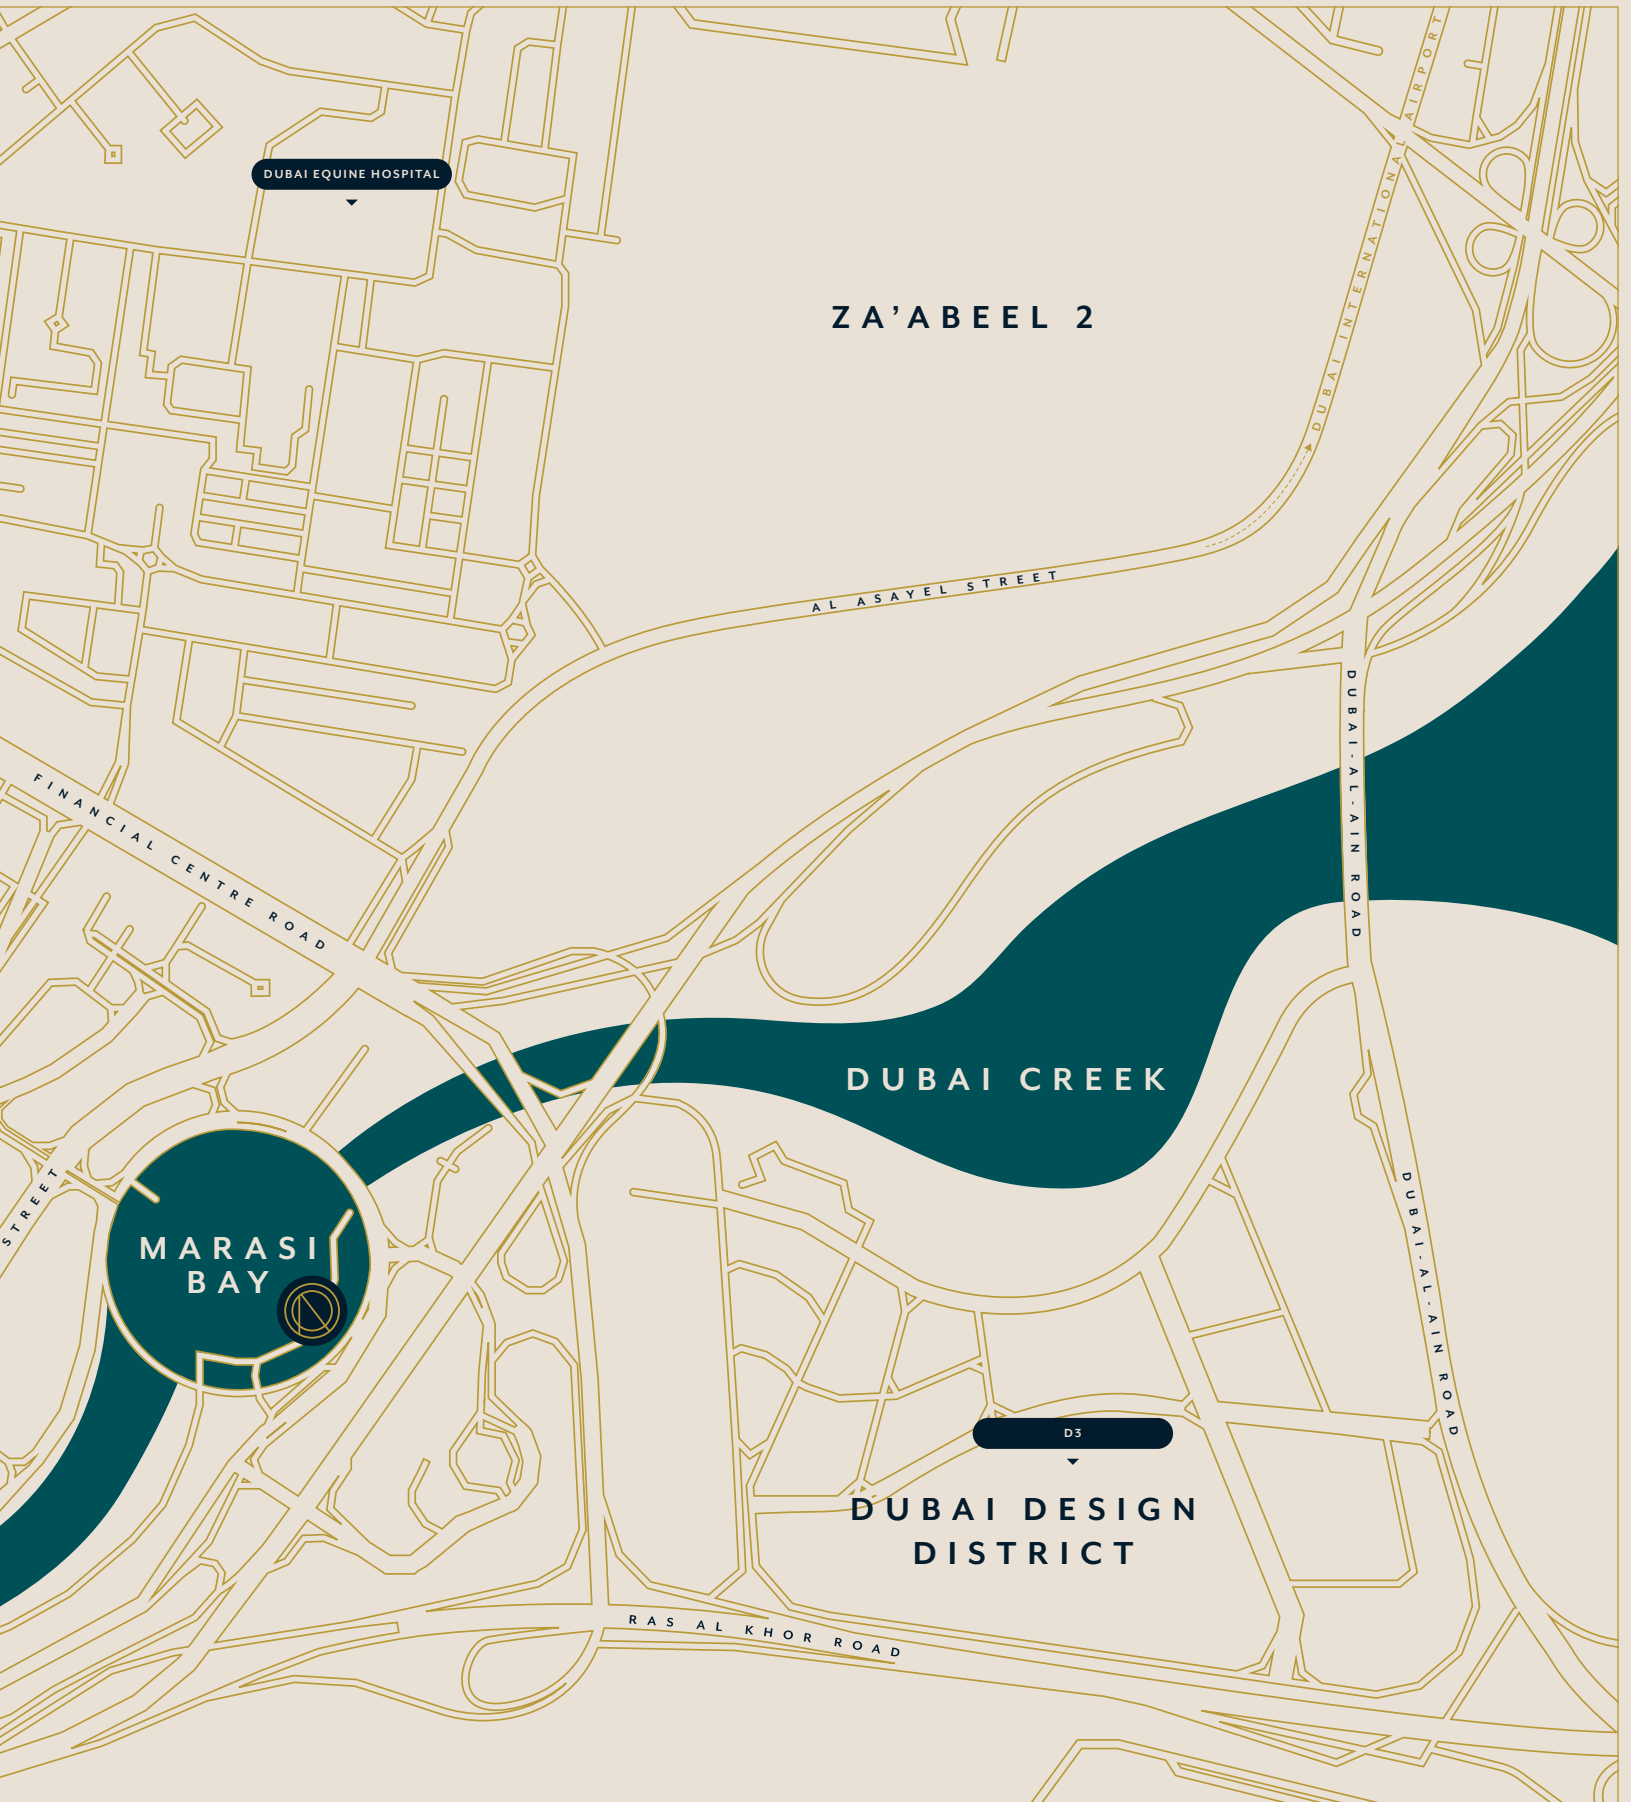 DUBAI INTERNATIONAL AIRPORT
DUBAI EQUINE HOSPITAL
ZA’ABEEL 2
AL ASAYEL STREET
DUBAI-AL-AIN ROAD
FINANCIAL CENTRE ROAD
DUBAI CREEK
STREET
MARASI
BAY
DUBAI-AL-AIN ROAD
D3
DUBAI DESIGN
DISTRICT
RAS AL KHOR ROAD